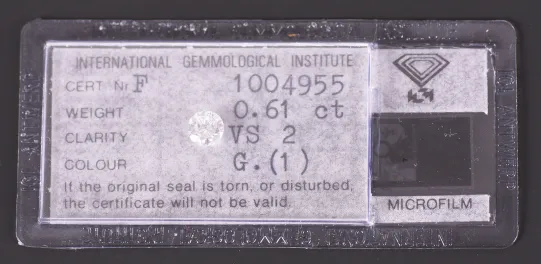 INTERNATIONAL GEMMOLOGICAL INSTITUTE
CERT Nr F 1004955
WEIGHT 0.61 ct
CLARITY VS 2
COLOUR G.(1)
If the original seal is torn, or disturbed,
the certificate will not be valid.
MICROFILM